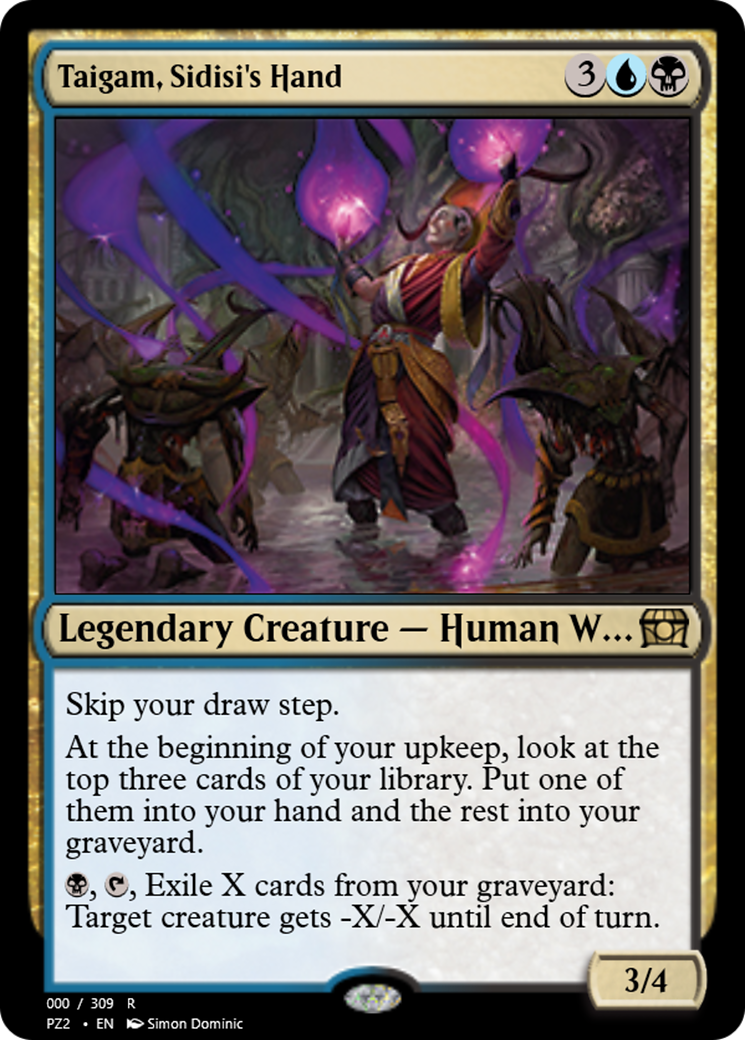 Taigam, Sidisi's Hand 3
Legendary Creature — Human W...
Skip your draw step.
At the beginning of your upkeep, look at the
top three cards of your library. Put one of
them into your hand and the rest into your
graveyard.
, , Exile X cards from your graveyard:
Target creature gets -X/-X until end of turn.
3/4
000 / 309 R
PZ2 • EN Simon Dominic